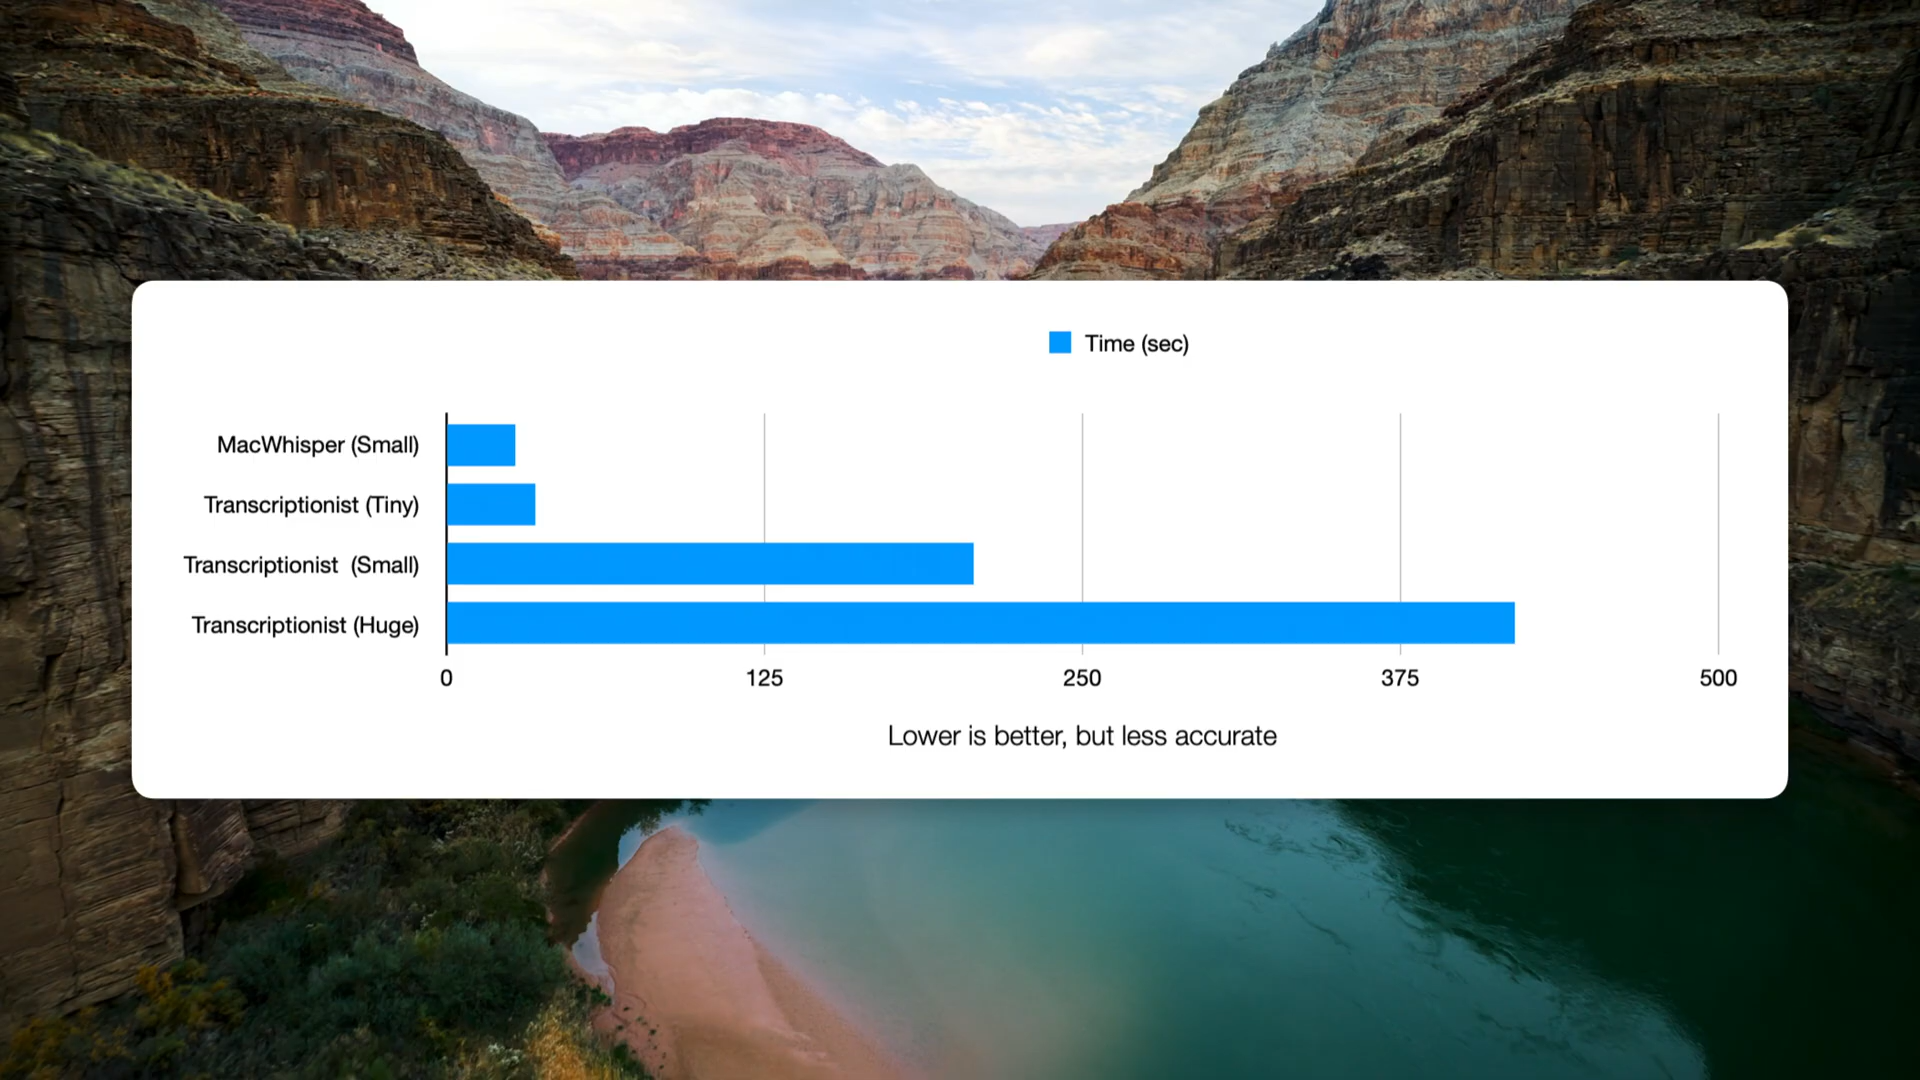 Time (sec)
MacWhisper (Small)
Transcriptionist (Tiny)
Transcriptionist (Small)
Transcriptionist (Huge)
0 125 250 375 500
Lower is better, but less accurate